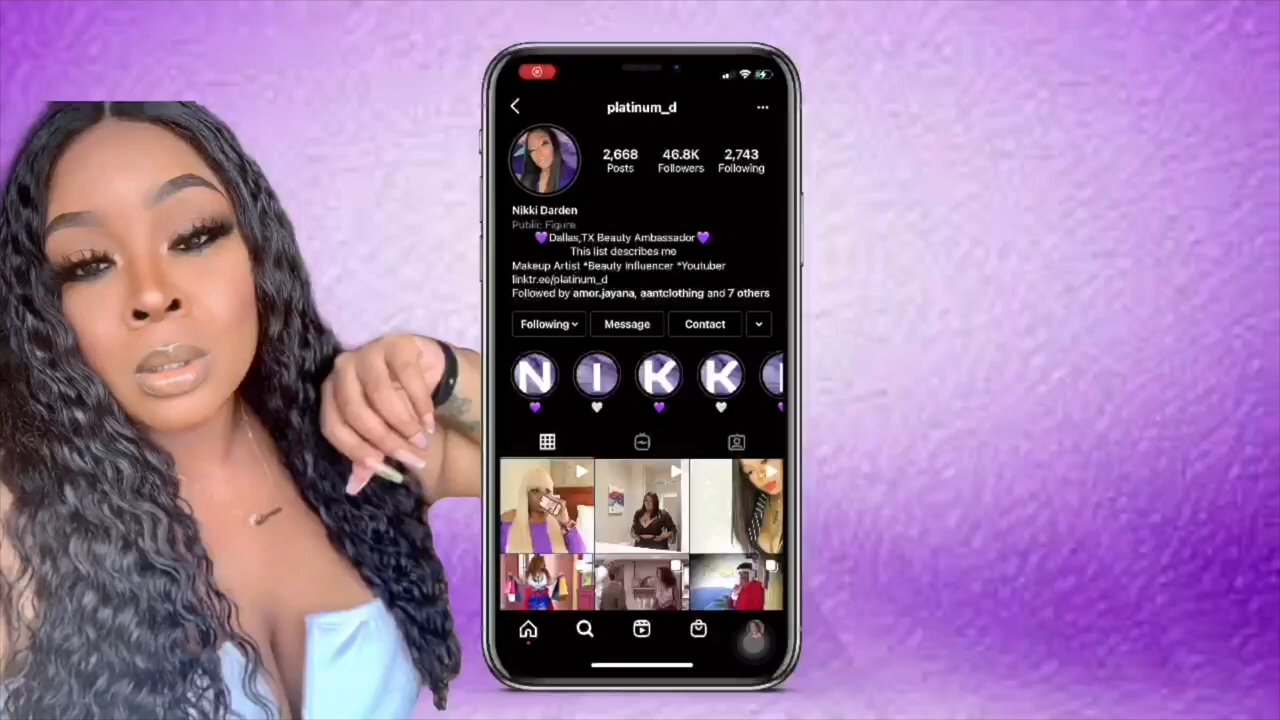 platinum_d
2,668 46.8K 2,743
Posts Followers Following
Nikki Darden
Public Figure
💜Dallas,TX Beauty Ambassador💜
This list describes me
Makeup Artist *Beauty Influencer *Youtuber
linktr.ee/platinum_d
Followed by amor.jayana, aantclothing and 7 others
Following Message Contact
N I K K